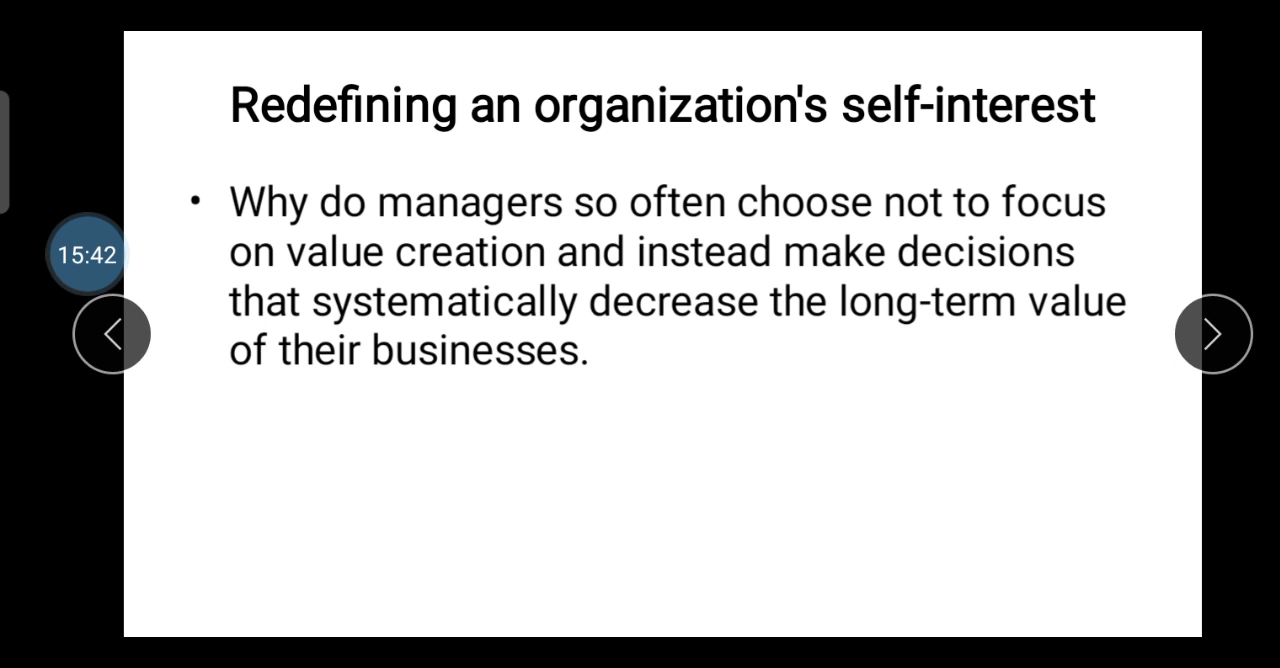 Redefining an organization's self-interest
• Why do managers so often choose not to focus
on value creation and instead make decisions
that systematically decrease the long-term value
of their businesses.
15:42